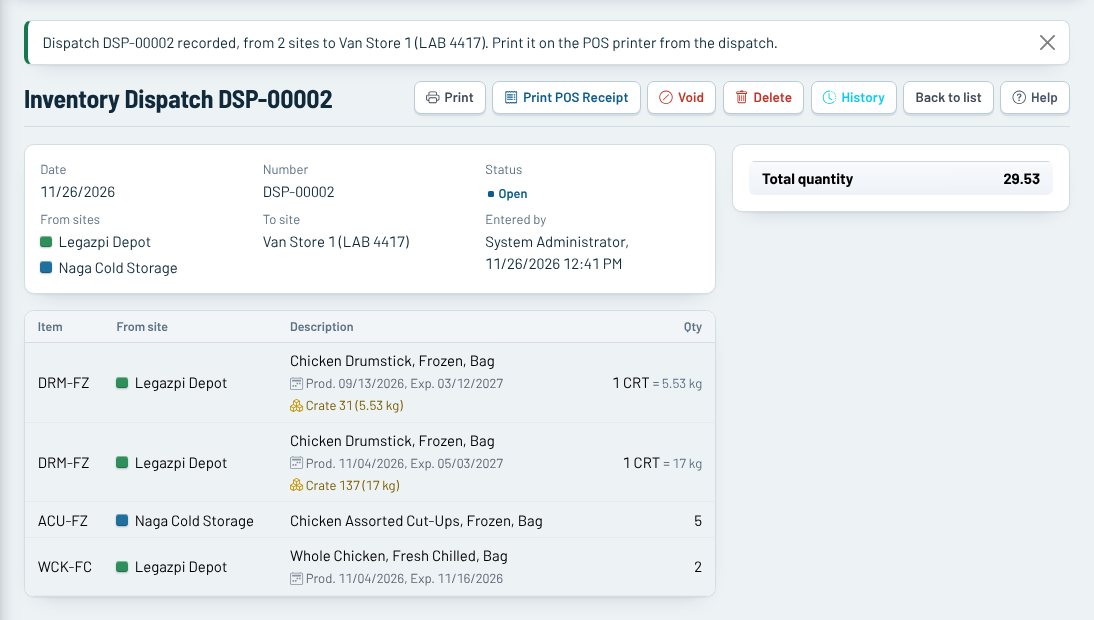 Dispatch DSP-00002 recorded, from 2 sites to Van Store 1 (LAB 4417). Print it on the POS printer from the dispatch.
Inventory Dispatch DSP-00002
Print
Print POS Receipt
Void
Delete
History
Back to list
Help
Date
11/26/2026
Number
DSP-00002
Status
Open
From sites
Legazpi Depot
Naga Cold Storage
To site
Van Store 1 (LAB 4417)
Entered by
System Administrator,
11/26/2026 12:41 PM
Total quantity 29.53
Item From site Description Qty
DRM-FZ Legazpi Depot Chicken Drumstick, Frozen, Bag 1 CRT = 5.53 kg
Prod. 09/13/2026, Exp. 03/12/2027
Crate 31 (5.53 kg)
DRM-FZ Legazpi Depot Chicken Drumstick, Frozen, Bag 1 CRT = 17 kg
Prod. 11/04/2026, Exp. 05/03/2027
Crate 137 (17 kg)
ACU-FZ Naga Cold Storage Chicken Assorted Cut-Ups, Frozen, Bag 5
WCK-FC Legazpi Depot Whole Chicken, Fresh Chilled, Bag 2
Prod. 11/04/2026, Exp. 11/16/2026